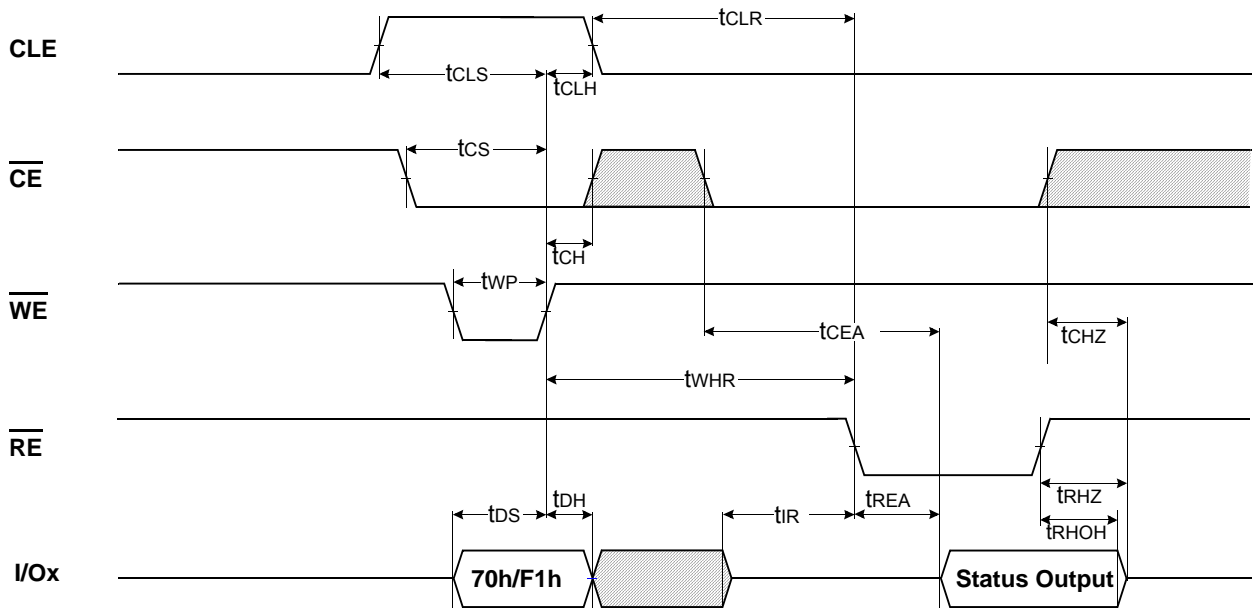 tCLR
CLE
tCLS
tCLH
tCS
CE
tCH
tWP
WE
tCEA
tCHZ
tWHR
RE
tDS
tDH
tIR
tREA
tRHZ
tRHOH
I/Ox
70h/F1h
Status Output